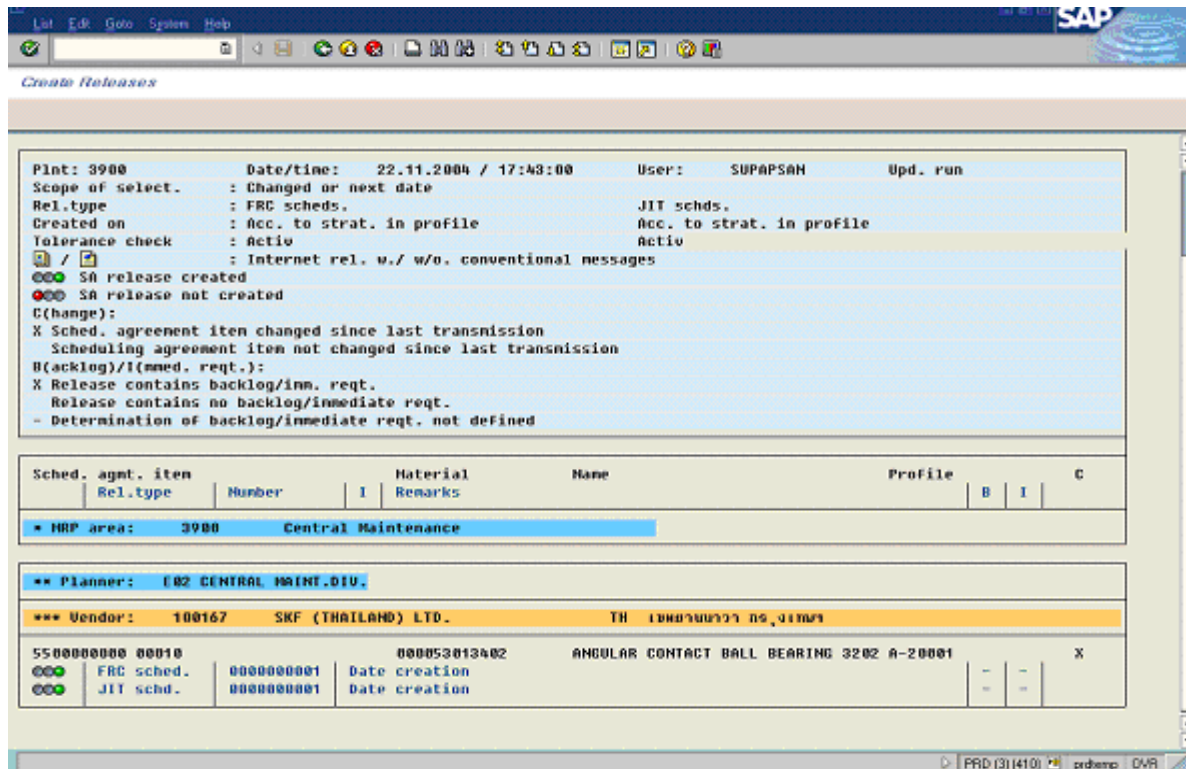 List Edit Goto System Help
SAP
Create Releases
Plnt: 3900 Date/time: 22.11.2004 / 17:43:00 User: SUPAPSAN Upd. run
Scope of select. : Changed or next date
Rel.type : FRC scheds. JIT schds.
Created on : Acc. to strat. in profile Acc. to strat. in profile
Tolerance check : Activ Activ
/ : Internet rel. w./ w/o. conventional messages
SA release created
SA release not created
C(hange):
X Sched. agreement item changed since last transmission
Scheduling agreement item not changed since last transmission
B(acklog)/I(mmed. reqt.):
X Release contains backlog/imm. reqt.
Release contains no backlog/immediate reqt.
- Determination of backlog/immediate reqt. not defined
Sched. agmt. item Material Name Profile C
Rel.type Number I Remarks B I
* MRP area: 3900 Central Maintenance
** Planner: E02 CENTRAL MAINT.DIV.
*** Vendor: 100167 SKF (THAILAND) LTD. TH
5500000000 00010 000053013402 ANGULAR CONTACT BALL BEARING 3202 A-20001 X
FRC sched. 0000000001 Date creation - -
JIT schd. 0000000001 Date creation - -
PRD (3) (410) prdtemp OVR